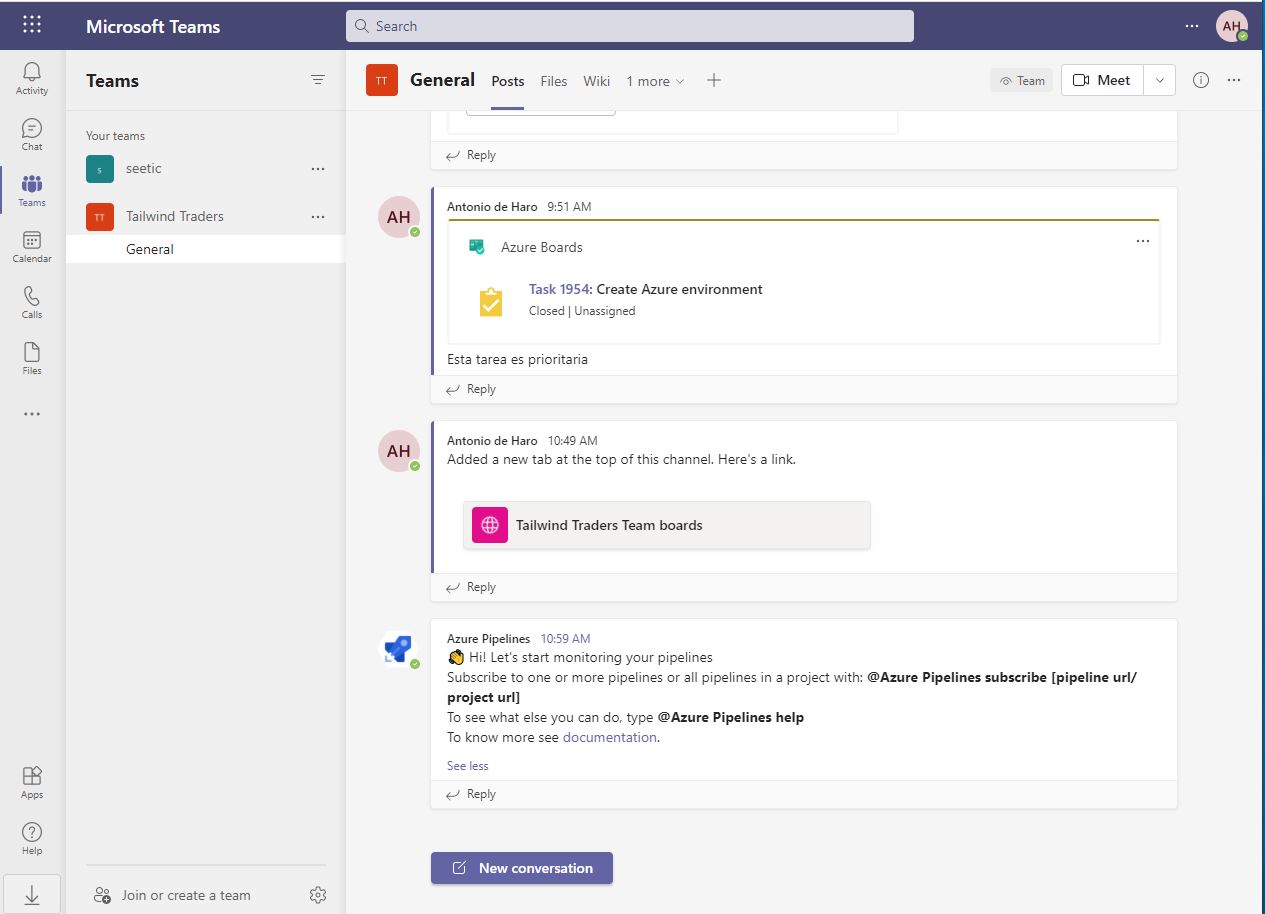 Microsoft Teams
Search
AH
Activity
Chat
Teams
Calendar
Calls
Files
Apps
Help
Teams
Your teams
s
seetic
TT
Tailwind Traders
General
Join or create a team
TT
General
Posts
Files
Wiki
1 more
Team
Meet
Reply
AH
Antonio de Haro 9:51 AM
Azure Boards
Task 1954: Create Azure environment
Closed | Unassigned
Esta tarea es prioritaria
Reply
AH
Antonio de Haro 10:49 AM
Added a new tab at the top of this channel. Here's a link.
Tailwind Traders Team boards
Reply
Azure Pipelines 10:59 AM
Hi! Let's start monitoring your pipelines
Subscribe to one or more pipelines or all pipelines in a project with: @Azure Pipelines subscribe [pipeline url/
project url]
To see what else you can do, type @Azure Pipelines help
To know more see documentation.
See less
Reply
New conversation